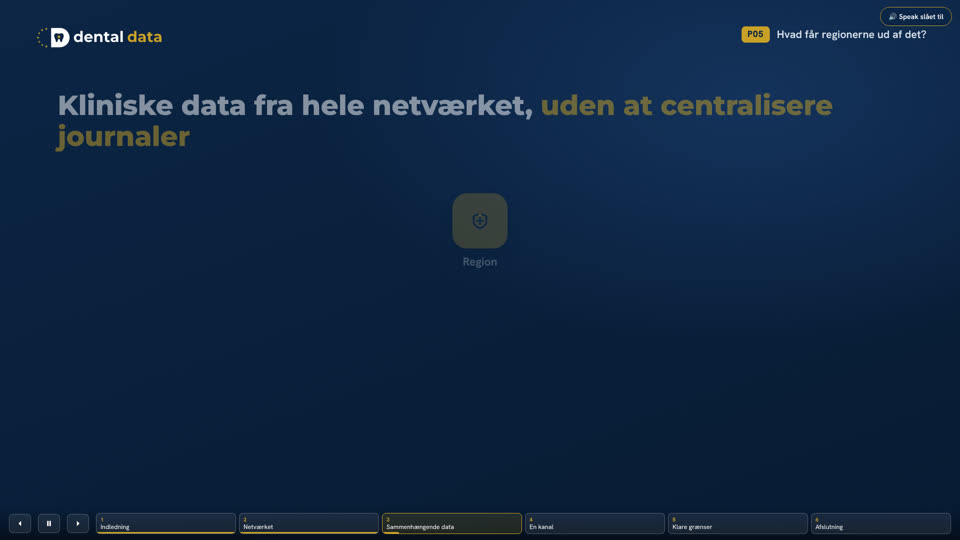 🔊 Speak slået til
dental data
P05 Hvad får regionerne ud af det?
Kliniske data fra hele netværket, uden at centralisere
journaler
Region
1
Indledning
2
Netværket
3
Sammenhængende data
4
En kanal
5
Klare grænser
6
Afslutning